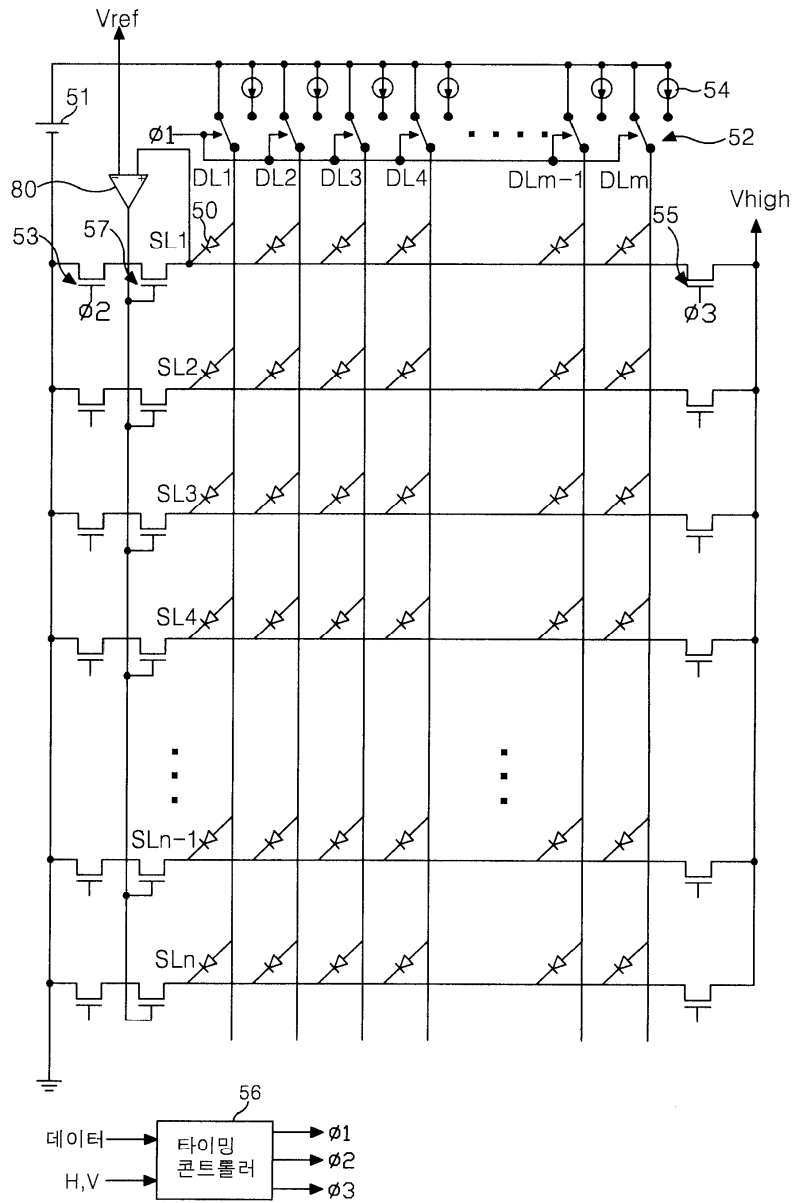 Vref
51
54
ø1
52
80
DL1 DL2 DL3 DL4 DLm-1 DLm
50
Vhigh
53
57
SL1
55
ø2
ø3
SL2
SL3
SL4
SLn-1
SLn
56
데이터
타이밍
콘트롤러
H,V
ø1
ø2
ø3